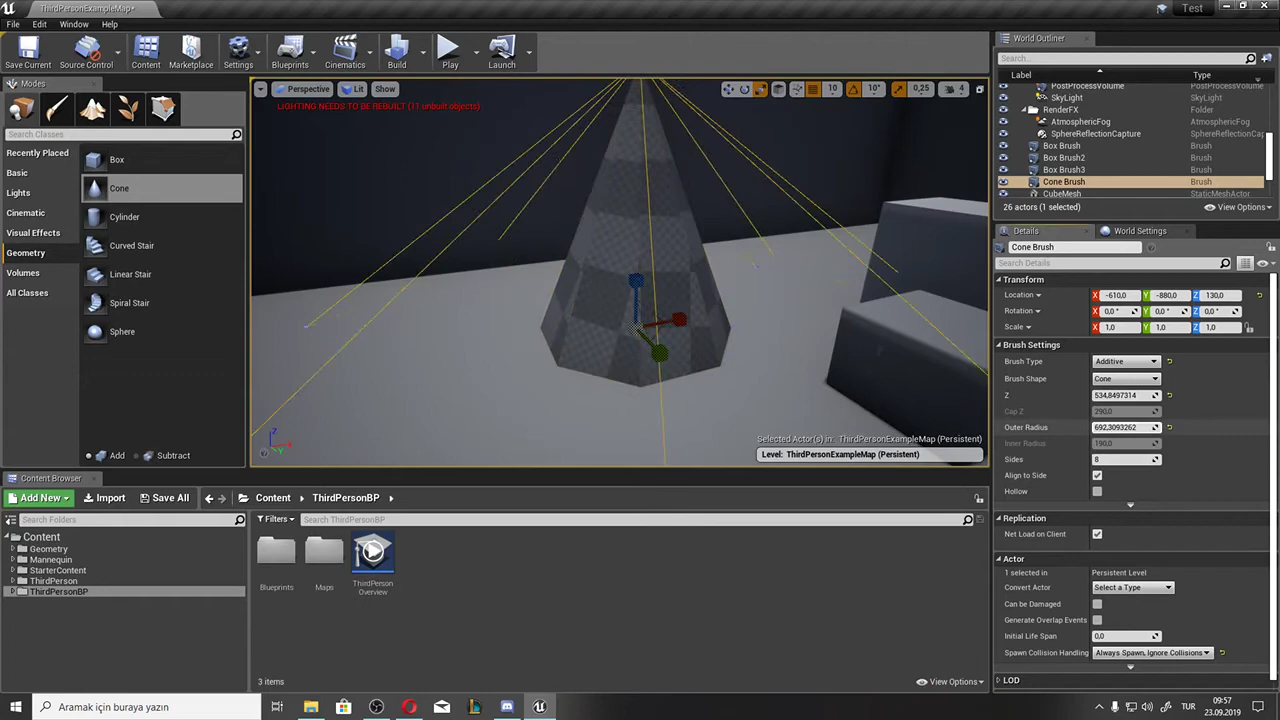 ThirdPersonExampleMap*
Test
File Edit Window Help
Save Current Source Control Content Marketplace Settings Blueprints Cinematics Build Play Launch
Modes
Search Classes
Recently Placed
Basic
Lights
Cinematic
Visual Effects
Geometry
Volumes
All Classes
Box
Cone
Cylinder
Curved Stair
Linear Stair
Spiral Stair
Sphere
Add Subtract
Perspective Lit Show
10 10° 0,25 4
LIGHTING NEEDS TO BE REBUILT (11 unbuilt objects)
Selected Actor(s) in: ThirdPersonExampleMap (Persistent)
Level: ThirdPersonExampleMap (Persistent)
World Outliner
Search...
Label Type
PostProcessVolume PostProcessVolume
SkyLight SkyLight
RenderFX Folder
AtmosphericFog AtmosphericFog
SphereReflectionCapture SphereReflectionCap
Box Brush Brush
Box Brush2 Brush
Box Brush3 Brush
Cone Brush Brush
CubeMesh StaticMeshActor
26 actors (1 selected) View Options
Details World Settings
Cone Brush
Search Details
Transform
Location X -610,0 Y -880,0 Z 130,0
Rotation X 0,0 ° Y 0,0 ° Z 0,0 °
Scale X 1,0 Y 1,0 Z 1,0
Brush Settings
Brush Type Additive
Brush Shape Cone
Z 534,8497314
Cap Z 290,0
Outer Radius 692,3093262
Inner Radius 190,0
Sides 8
Align to Side
Hollow
Replication
Net Load on Client
Actor
1 selected in Persistent Level
Convert Actor Select a Type
Can be Damaged
Generate Overlap Events
Initial Life Span 0,0
Spawn Collision Handling Always Spawn, Ignore Collisions
LOD
Content Browser
Add New Import Save All Content ThirdPersonBP
Search Folders
Content
Geometry
Mannequin
StarterContent
ThirdPerson
ThirdPersonBP
Filters Search ThirdPersonBP
Blueprints Maps ThirdPerson
Overview
3 items View Options
Aramak için buraya yazın
TUR
09:57
23.09.2019